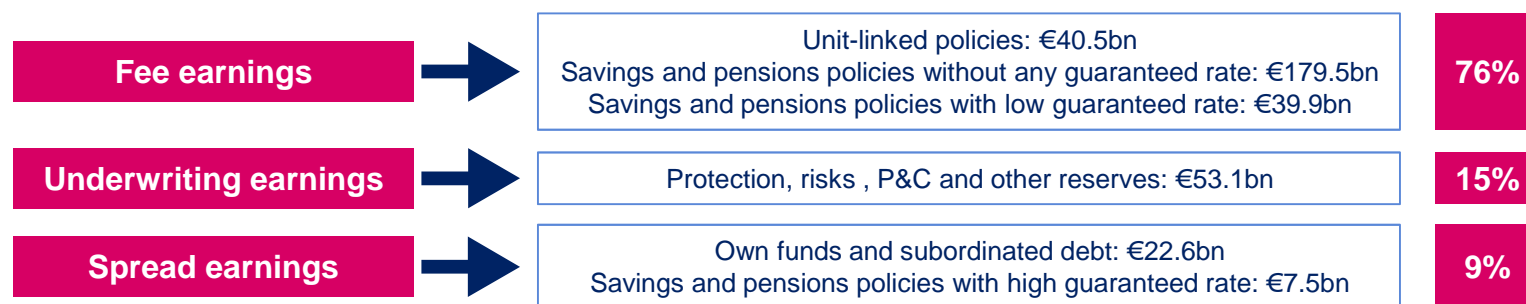 Fee earnings
Unit-linked policies: €40.5bn
Savings and pensions policies without any guaranteed rate: €179.5bn
Savings and pensions policies with low guaranteed rate: €39.9bn
76%
Underwriting earnings
Protection, risks , P&C and other reserves: €53.1bn
15%
Spread earnings
Own funds and subordinated debt: €22.6bn
Savings and pensions policies with high guaranteed rate: €7.5bn
9%